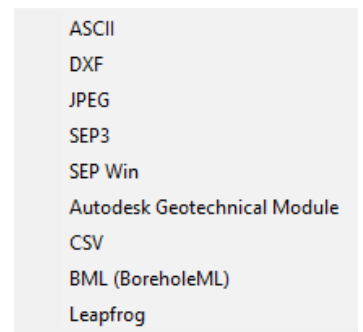 ASCII
DXF
JPEG
SEP3
SEP Win
Autodesk Geotechnical Module
CSV
BML (BoreholeML)
Leapfrog